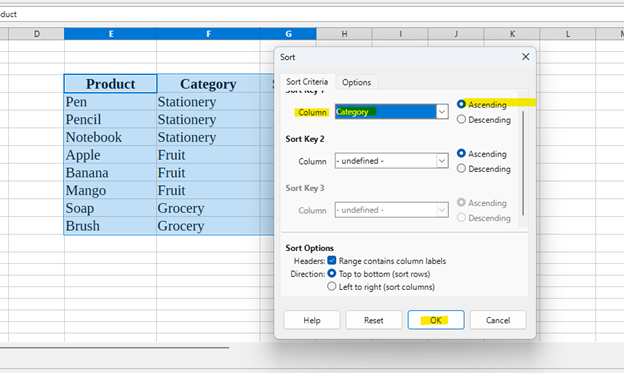 duct
D E F G H I J K L
Product Category
Pen Stationery
Pencil Stationery
Notebook Stationery
Apple Fruit
Banana Fruit
Mango Fruit
Soap Grocery
Brush Grocery
Sort
Sort Criteria Options
Sort Key 1
Column Category
Ascending
Descending
Sort Key 2
Column - undefined -
Ascending
Descending
Sort Key 3
Column - undefined -
Ascending
Descending
Sort Options
Headers: Range contains column labels
Direction: Top to bottom (sort rows)
Left to right (sort columns)
Help Reset OK Cancel